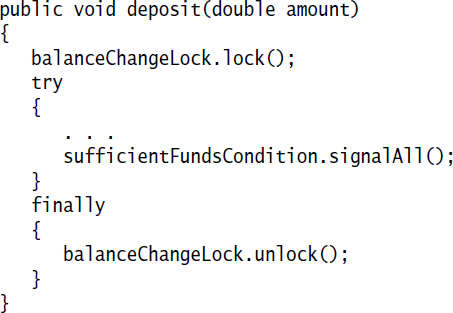 public void deposit(double amount)
{
   balanceChangeLock.lock();
   try
   {
      . . .
      sufficientFundsCondition.signalAll();
   }
   finally
   {
      balanceChangeLock.unlock();
   }
}